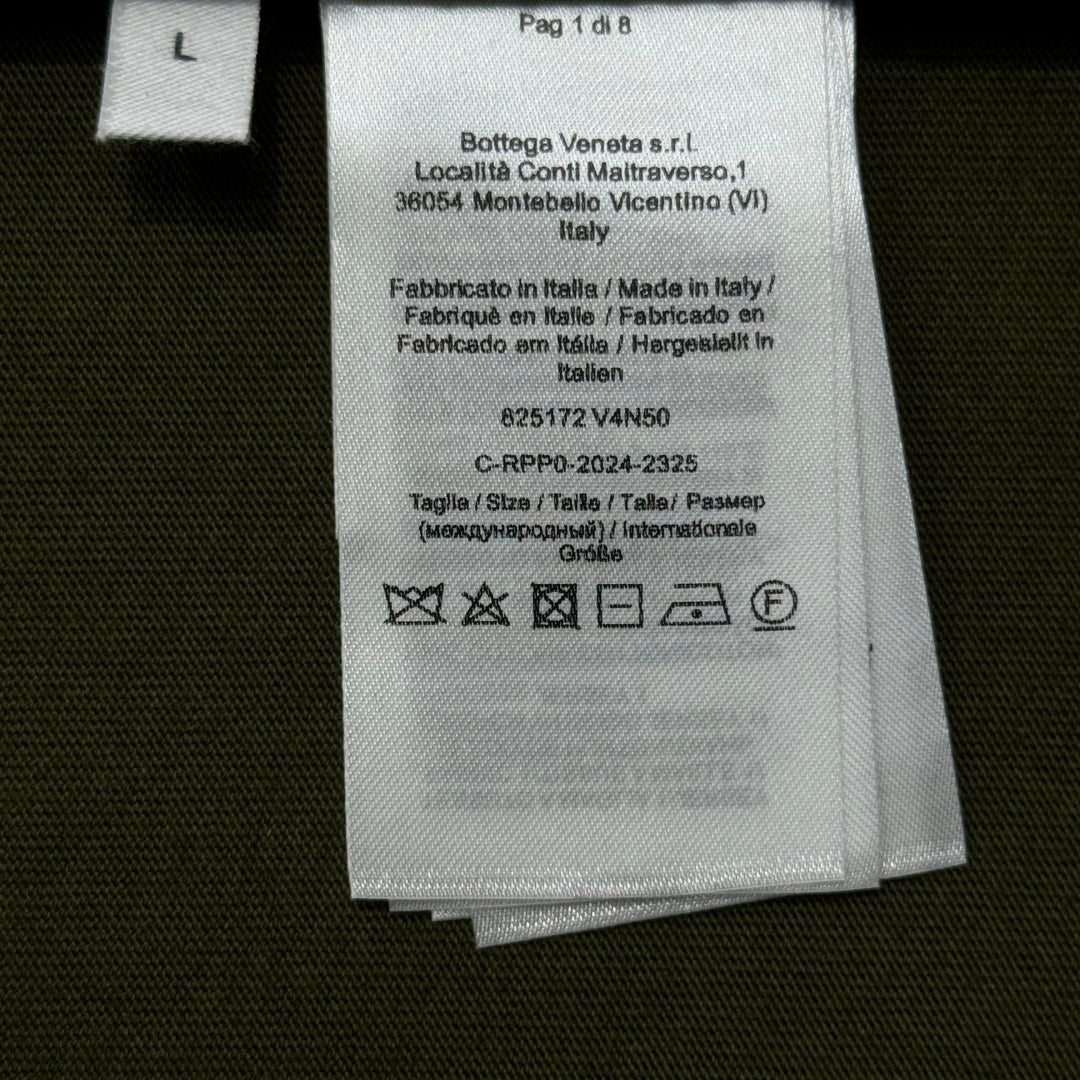 L
Pag 1 di 8
Bottega Veneta s.r.l.
Località Conti Maltraverso,1
36054 Montebello Vicentino (VI)
Italy
Fabbricato in Italia / Made in Italy /
Fabriquè en Italie / Fabricado en
Fabricado em Itália / Hergestellt in
Italien
825172 V4N50
C-RPP0-2024-2325
Taglia / Size / Taille / Talla/ Размер
(международный) / Internationale
Größe
F